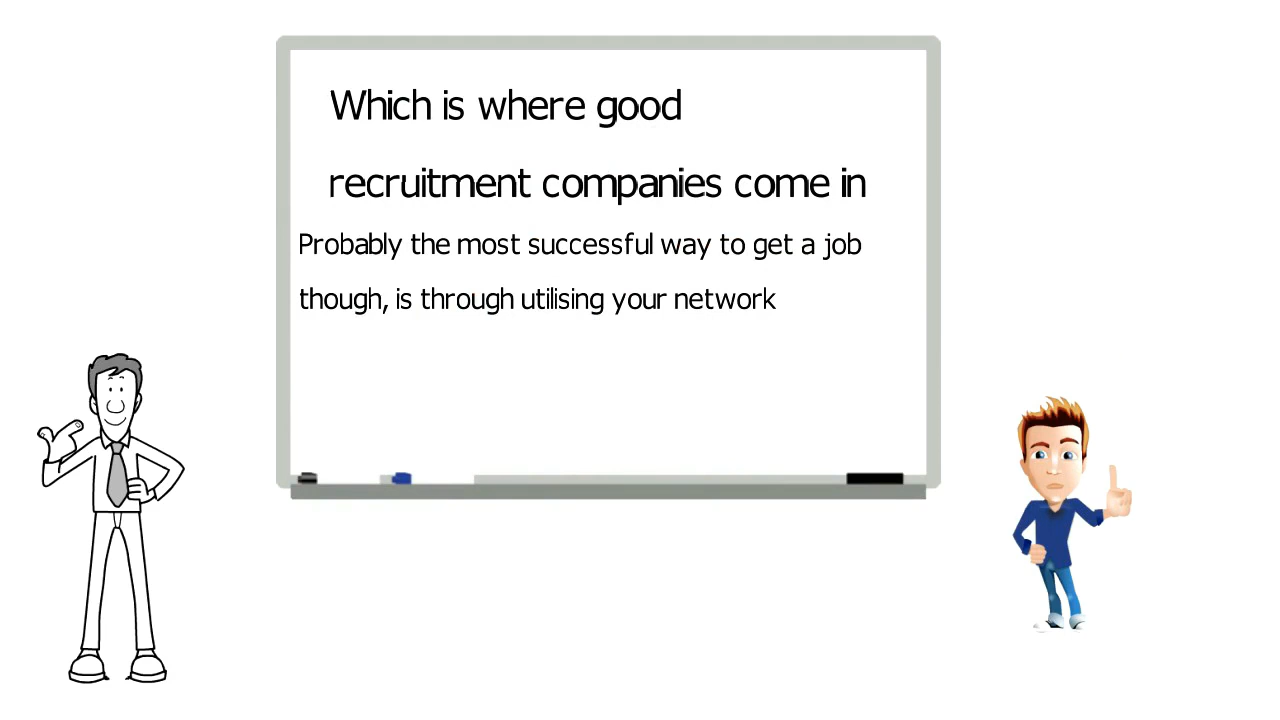 Which is where good
recruitment companies come in
Probably the most successful way to get a job
though, is through utilising your network